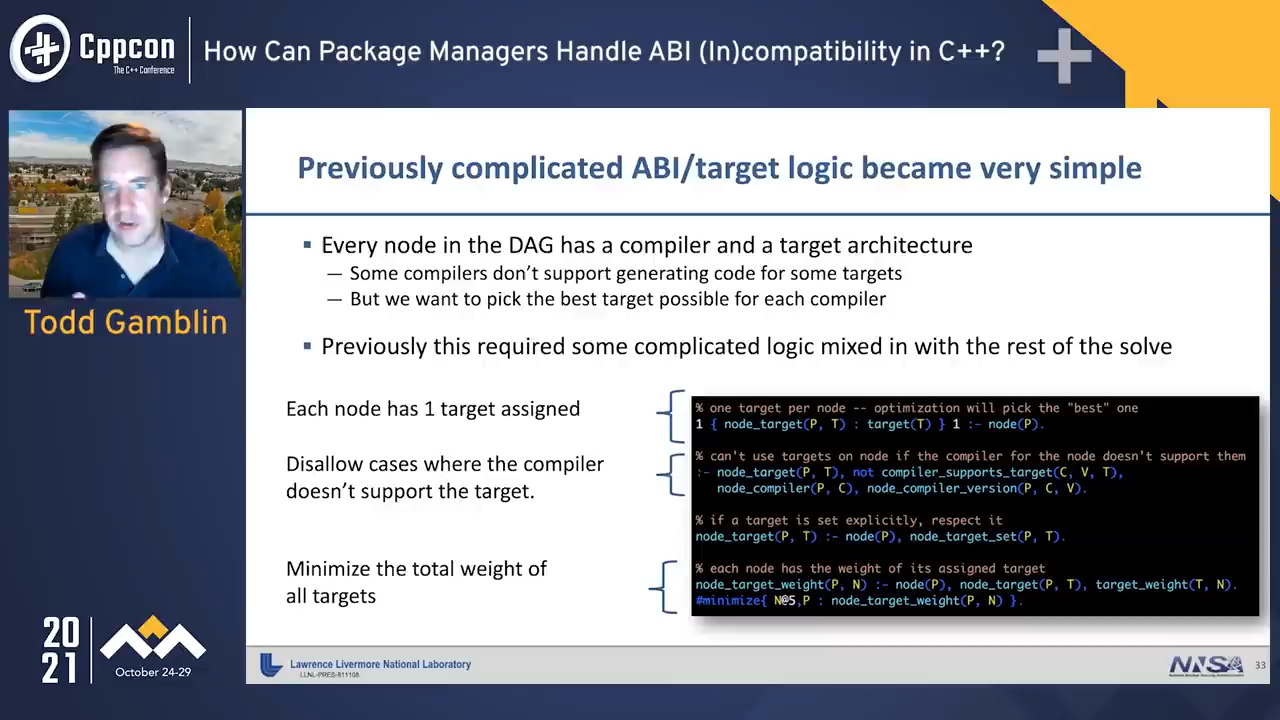 Cppcon
The C++ Conference
How Can Package Managers Handle ABI (In)compatibility in C++?
Todd Gamblin
Previously complicated ABI/target logic became very simple
▪ Every node in the DAG has a compiler and a target architecture
— Some compilers don't support generating code for some targets
— But we want to pick the best target possible for each compiler
▪ Previously this required some complicated logic mixed in with the rest of the solve
Each node has 1 target assigned
Disallow cases where the compiler
doesn't support the target.
Minimize the total weight of
all targets
% one target per node -- optimization will pick the "best" one
1 { node_target(P, T) : target(T) } 1 :- node(P).
% can't use targets on node if the compiler for the node doesn't support them
:- node_target(P, T), not compiler_supports_target(C, V, T),
node_compiler(P, C), node_compiler_version(P, C, V).
% if a target is set explicitly, respect it
node_target(P, T) :- node(P), node_target_set(P, T).
% each node has the weight of its assigned target
node_target_weight(P, N) :- node(P), node_target(P, T), target_weight(T, N).
#minimize{ N@5,P : node_target_weight(P, N) }.
20
21
October 24-29
Lawrence Livermore National Laboratory
LLNL-PRES-811108
NNSA
33